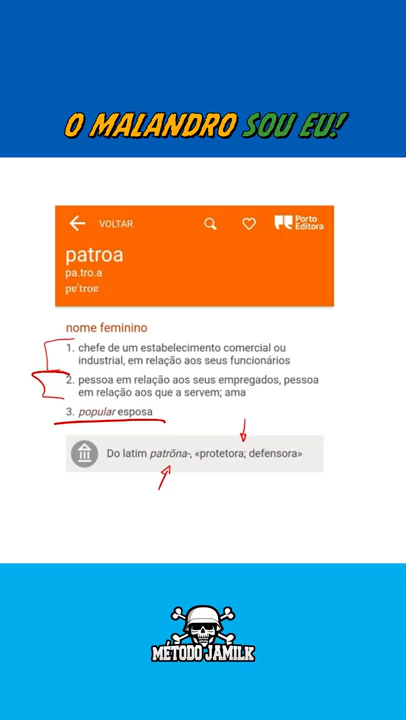 O MALANDRO SOU EU!
VOLTAR
Porto
Editora
patroa
pa.tro.a
pɐˈtroɐ
nome feminino
1. chefe de um estabelecimento comercial ou
industrial, em relação aos seus funcionários
2. pessoa em relação aos seus empregados, pessoa
em relação aos que a servem; ama
3. popular esposa
Do latim patrōna-, «protetora; defensora»
MÉTODO JAMILK